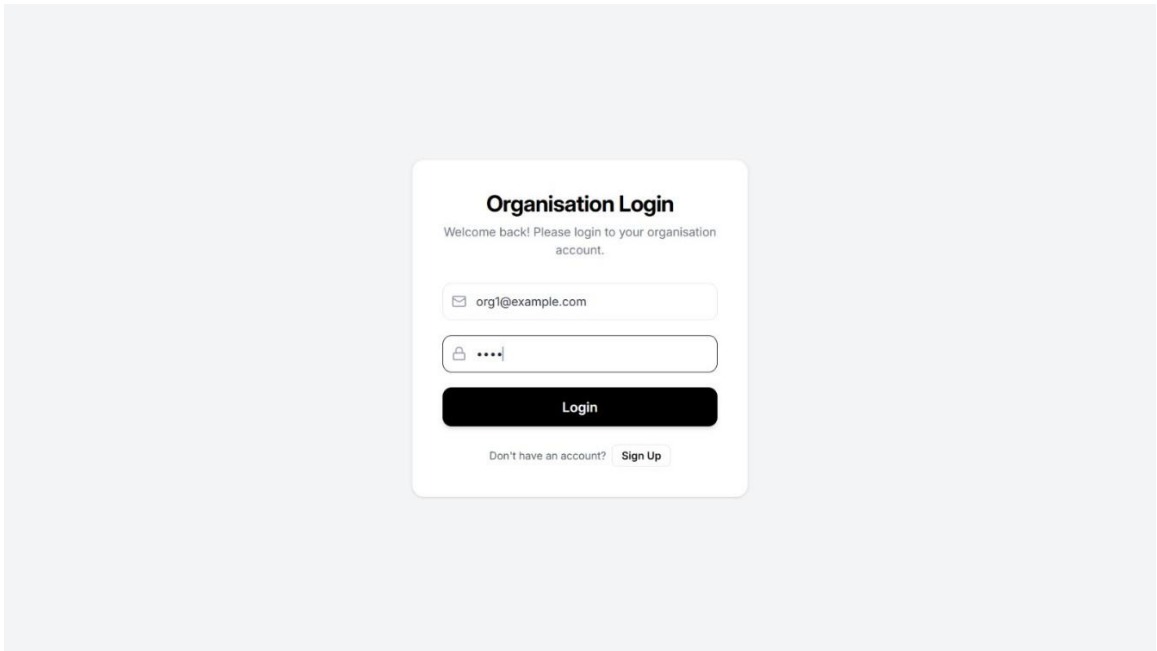 Organisation Login
Welcome back! Please login to your organisation
account.
org1@example.com
••••
Login
Don't have an account? Sign Up